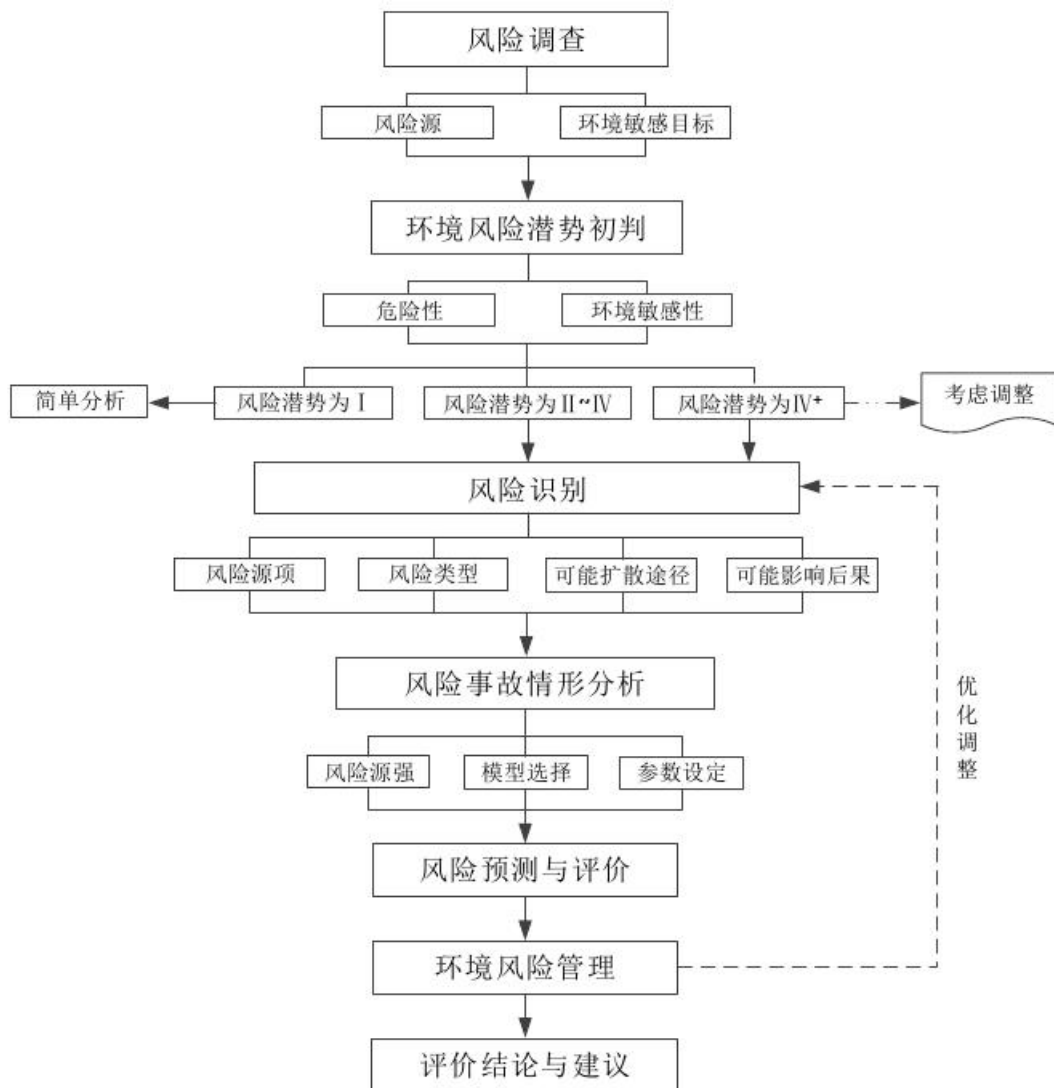 风险调查
风险源
环境敏感目标
环境风险潜势初判
危险性
环境敏感性
简单分析
风险潜势为Ⅰ
风险潜势为Ⅱ~Ⅳ
风险潜势为Ⅳ⁺
考虑调整
风险识别
风险源项
风险类型
可能扩散途径
可能影响后果
风险事故情形分析
优化调整
风险源强
模型选择
参数设定
风险预测与评价
环境风险管理
评价结论与建议